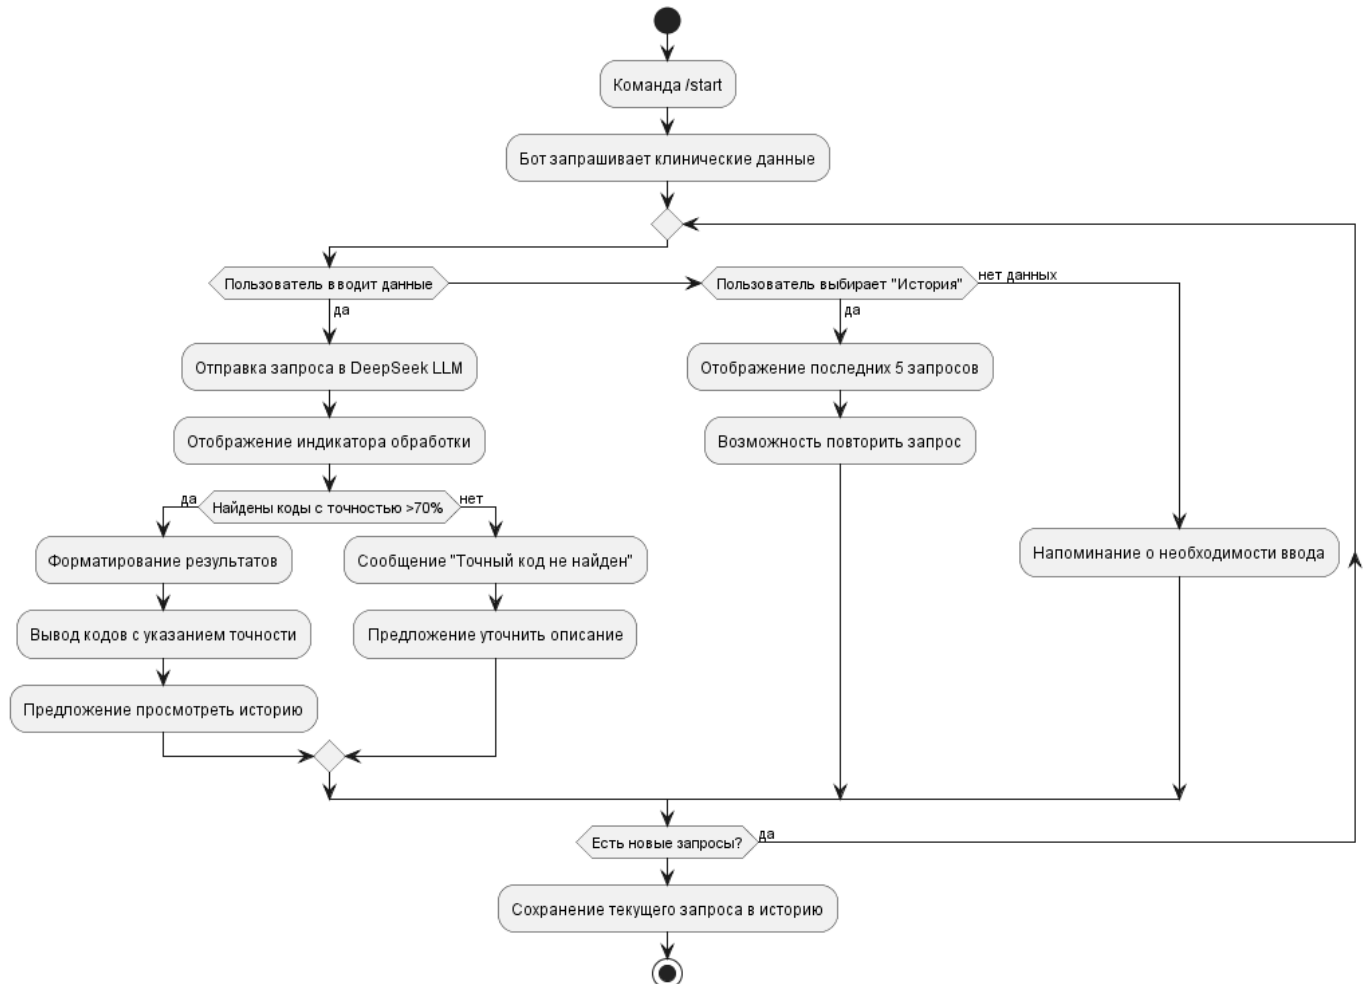 Команда /start
Бот запрашивает клинические данные
Пользователь вводит данные
Пользователь выбирает "История"
нет данных
да
да
Отправка запроса в DeepSeek LLM
Отображение последних 5 запросов
Отображение индикатора обработки
Возможность повторить запрос
да
Найдены коды с точностью >70%
нет
Форматирование результатов
Сообщение "Точный код не найден"
Напоминание о необходимости ввода
Вывод кодов с указанием точности
Предложение уточнить описание
Предложение просмотреть историю
Есть новые запросы?
да
Сохранение текущего запроса в историю